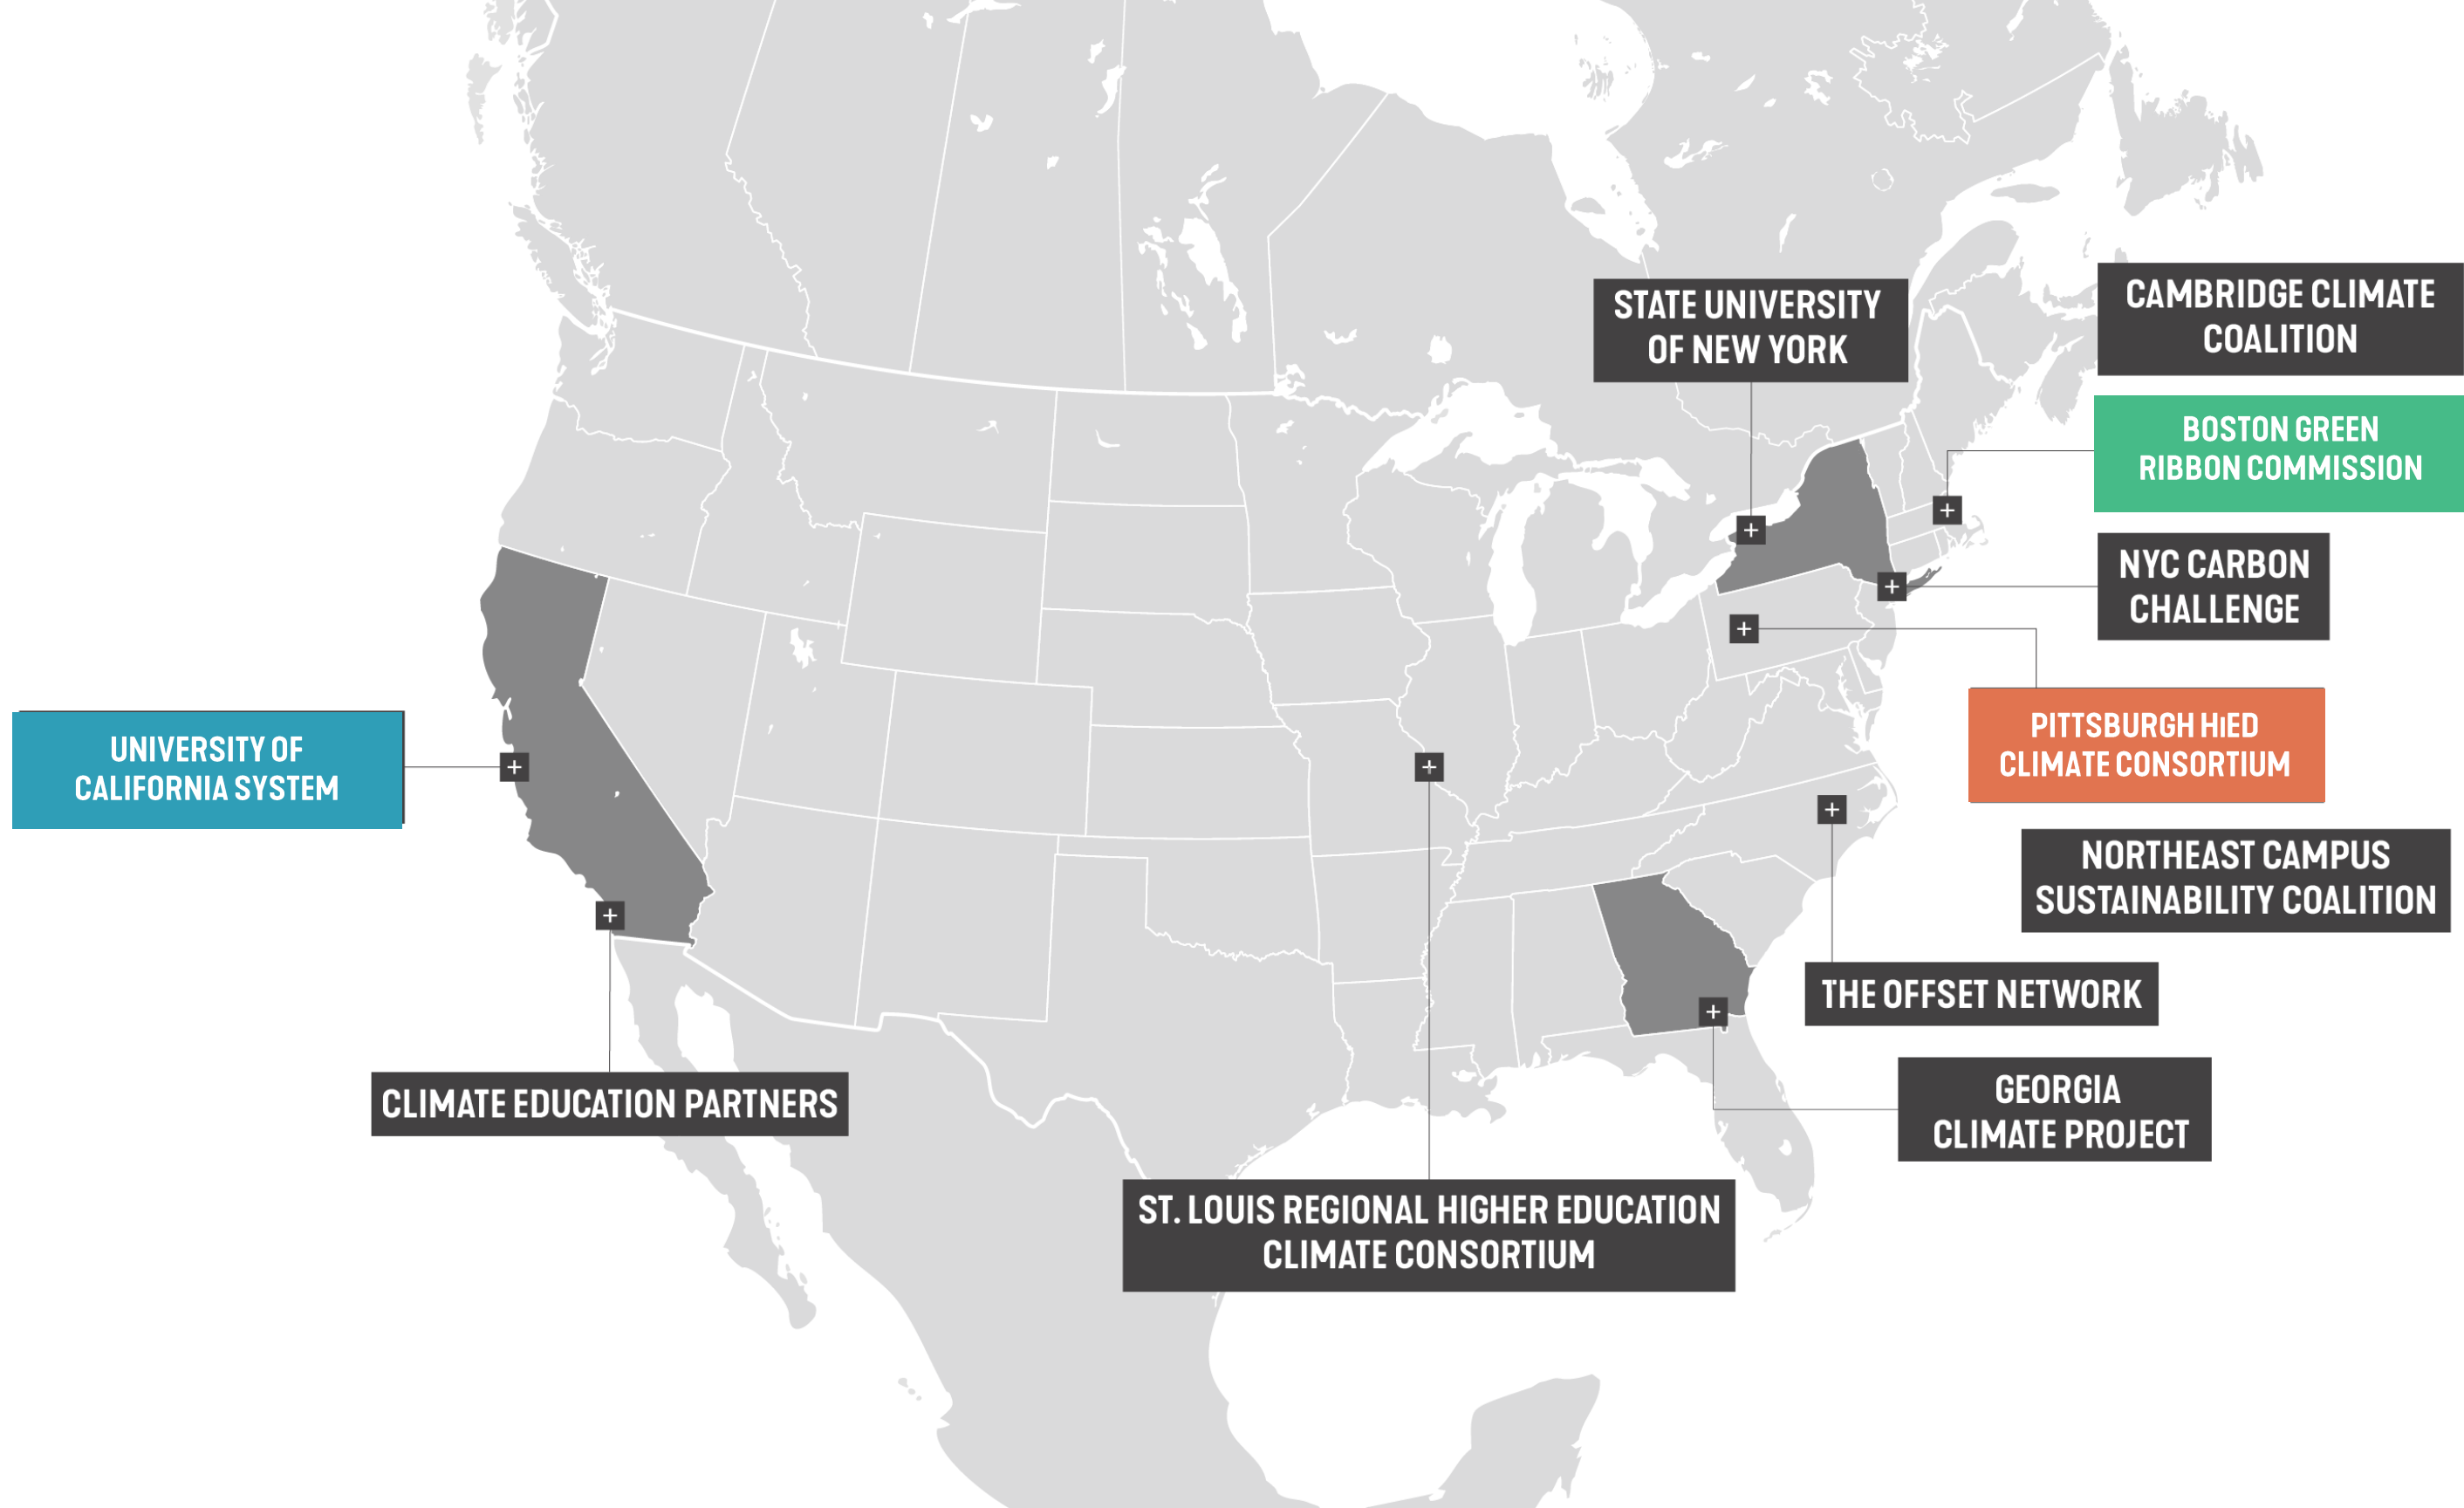 STATE UNIVERSITY
OF NEW YORK
CAMBRIDGE CLIMATE
COALITION
BOSTON GREEN
RIBBON COMMISSION
NYC CARBON
CHALLENGE
PITTSBURGH HiED
CLIMATE CONSORTIUM
UNIVERSITY OF
CALIFORNIA SYSTEM
NORTHEAST CAMPUS
SUSTAINABILITY COALITION
THE OFFSET NETWORK
GEORGIA
CLIMATE PROJECT
CLIMATE EDUCATION PARTNERS
ST. LOUIS REGIONAL HIGHER EDUCATION
CLIMATE CONSORTIUM